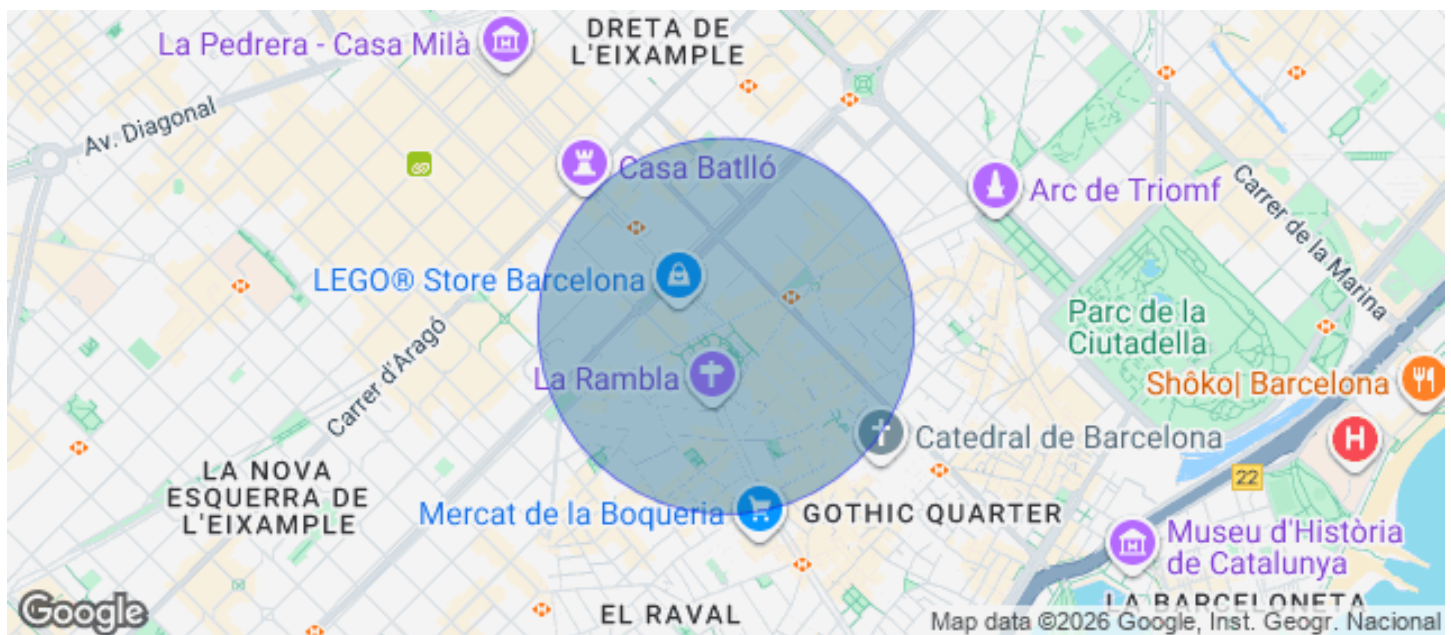 La Pedrera - Casa Milà
DRETA DE
L'EIXAMPLE
Av. Diagonal
Casa Batlló
Arc de Triomf
Carrer de la Marina
LEGO® Store Barcelona
Parc de la
Ciutadella
Carrer d'Aragó
La Rambla
Shôko| Barcelona
H
Catedral de Barcelona
LA NOVA
ESQUERRA DE
L'EIXAMPLE
22
Mercat de la Boqueria
GOTHIC QUARTER
Museu d'Història
de Catalunya
LA BARCELONETA
EL RAVAL
Google
Map data ©2026 Google, Inst. Geogr. Nacional